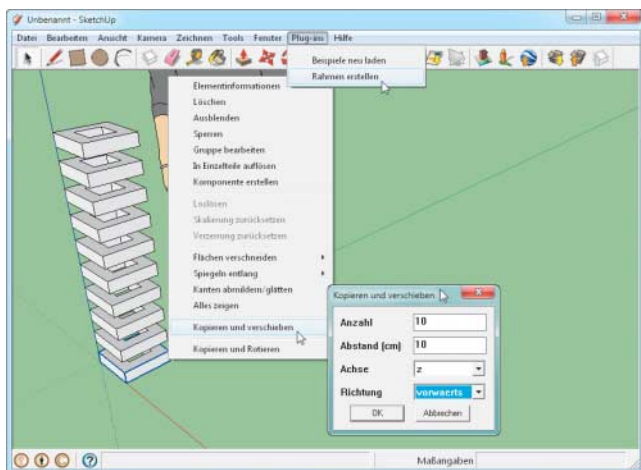 Unbenannt - SketchUp
Datei Bearbeiten Ansicht Kamera Zeichnen Tools Fenster Plug-ins Hilfe
Beispiele neu laden
Rahmen erstellen
Elementinformationen
Löschen
Ausblenden
Sperren
Gruppe bearbeiten
In Einzelteile auflösen
Komponente erstellen
Loslösen
Skalierung zurücksetzen
Verzerrung zurücksetzen
Flächen verschneiden
Spiegeln entlang
Kanten abmildern/glätten
Alles zeigen
Kopieren und verschieben
Kopieren und Rotieren
Kopieren und verschieben
Anzahl 10
Abstand (cm) 10
Achse z
Richtung vorwaerts
OK Abbrechen
Maßangaben